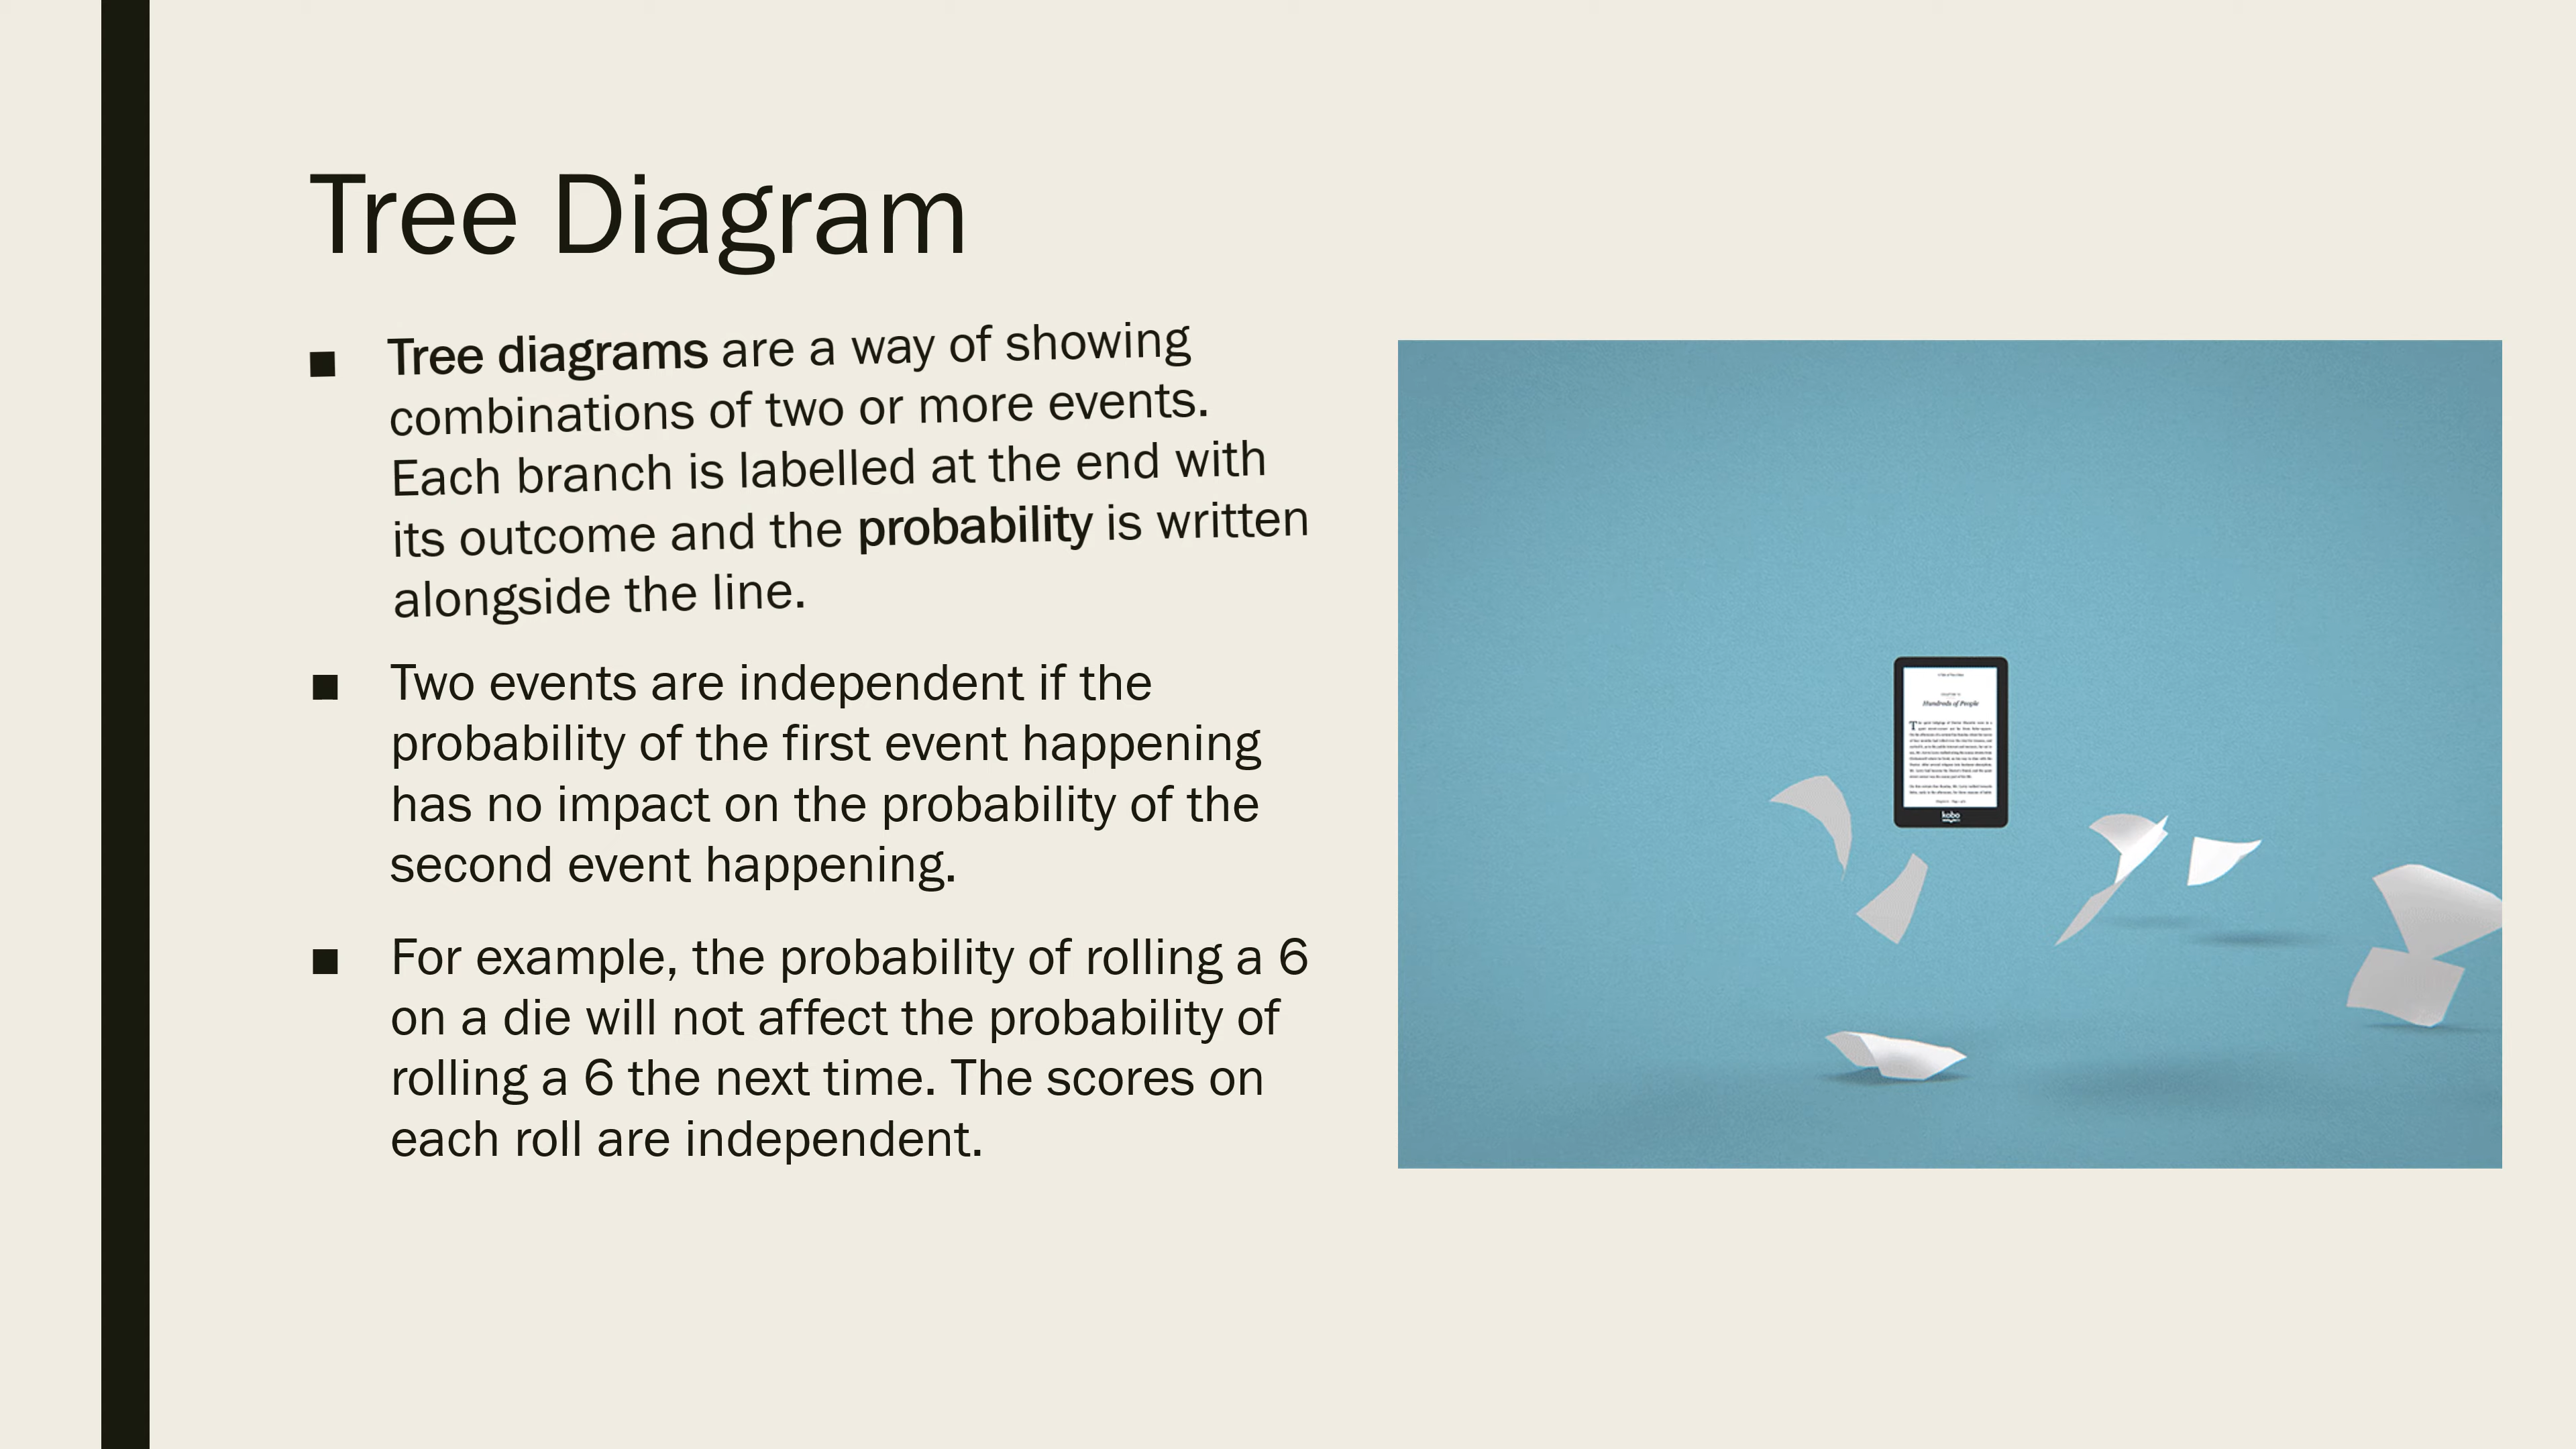 Tree Diagram
■ Tree diagrams are a way of showing
combinations of two or more events.
Each branch is labelled at the end with
its outcome and the probability is written
alongside the line.
■ Two events are independent if the
probability of the first event happening
has no impact on the probability of the
second event happening.
■ For example, the probability of rolling a 6
on a die will not affect the probability of
rolling a 6 the next time. The scores on
each roll are independent.
Hundreds of People
kobo